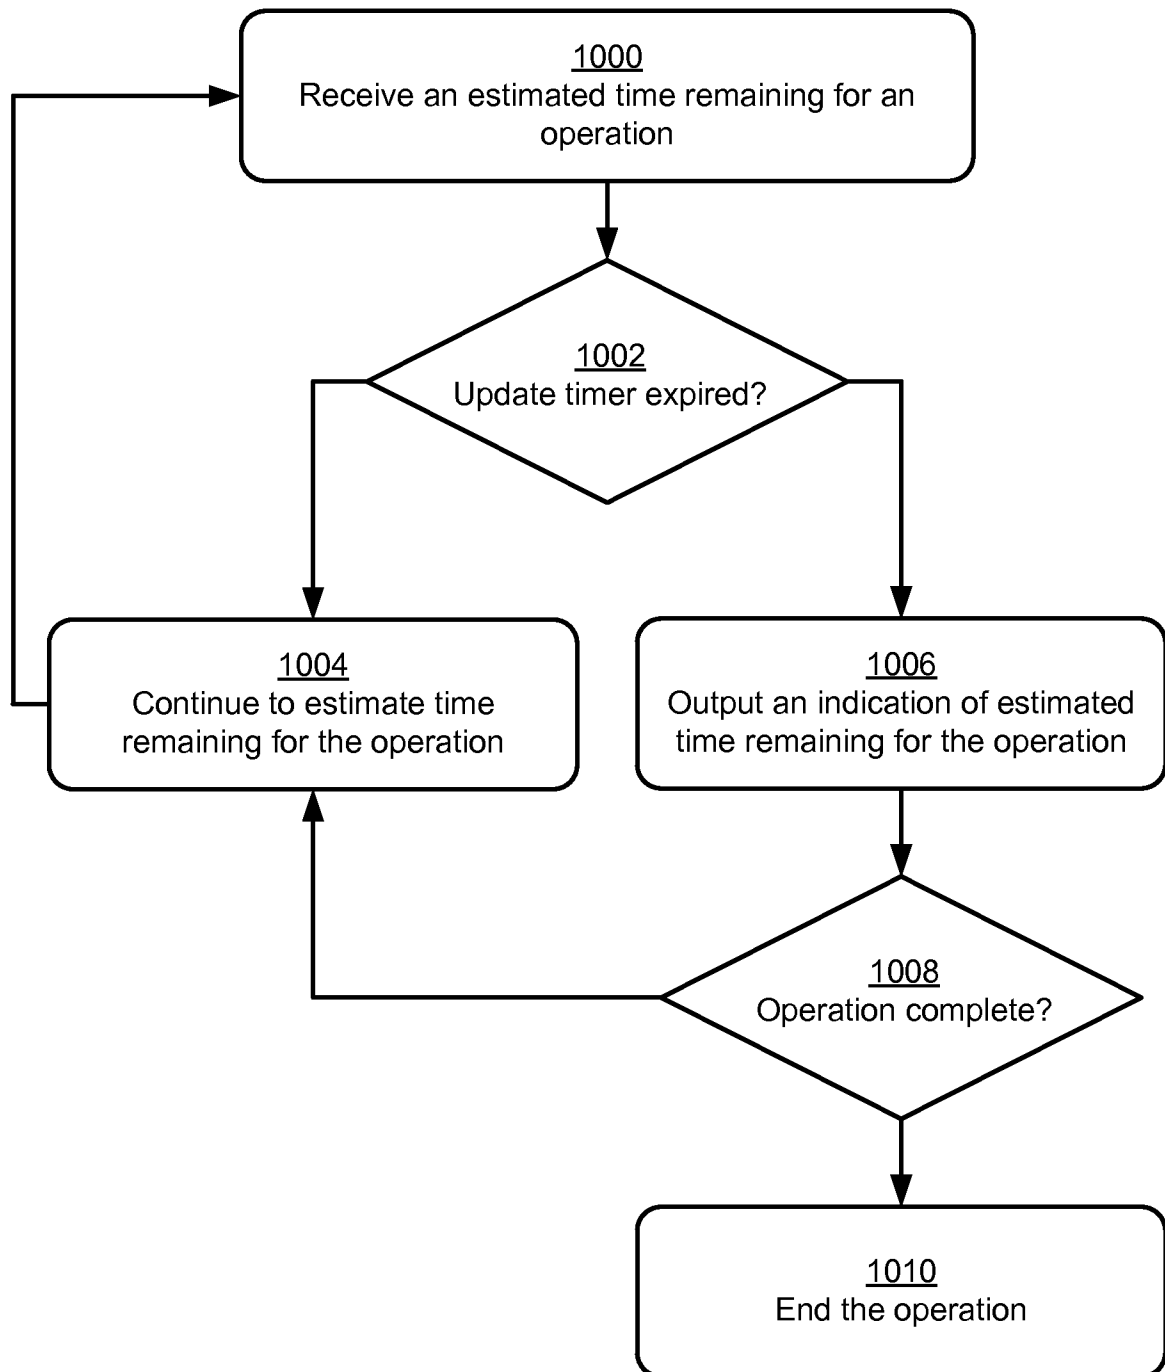 1000
Receive an estimated time remaining for an
operation
1002
Update timer expired?
1004
Continue to estimate time
remaining for the operation
1006
Output an indication of estimated
time remaining for the operation
1008
Operation complete?
1010
End the operation